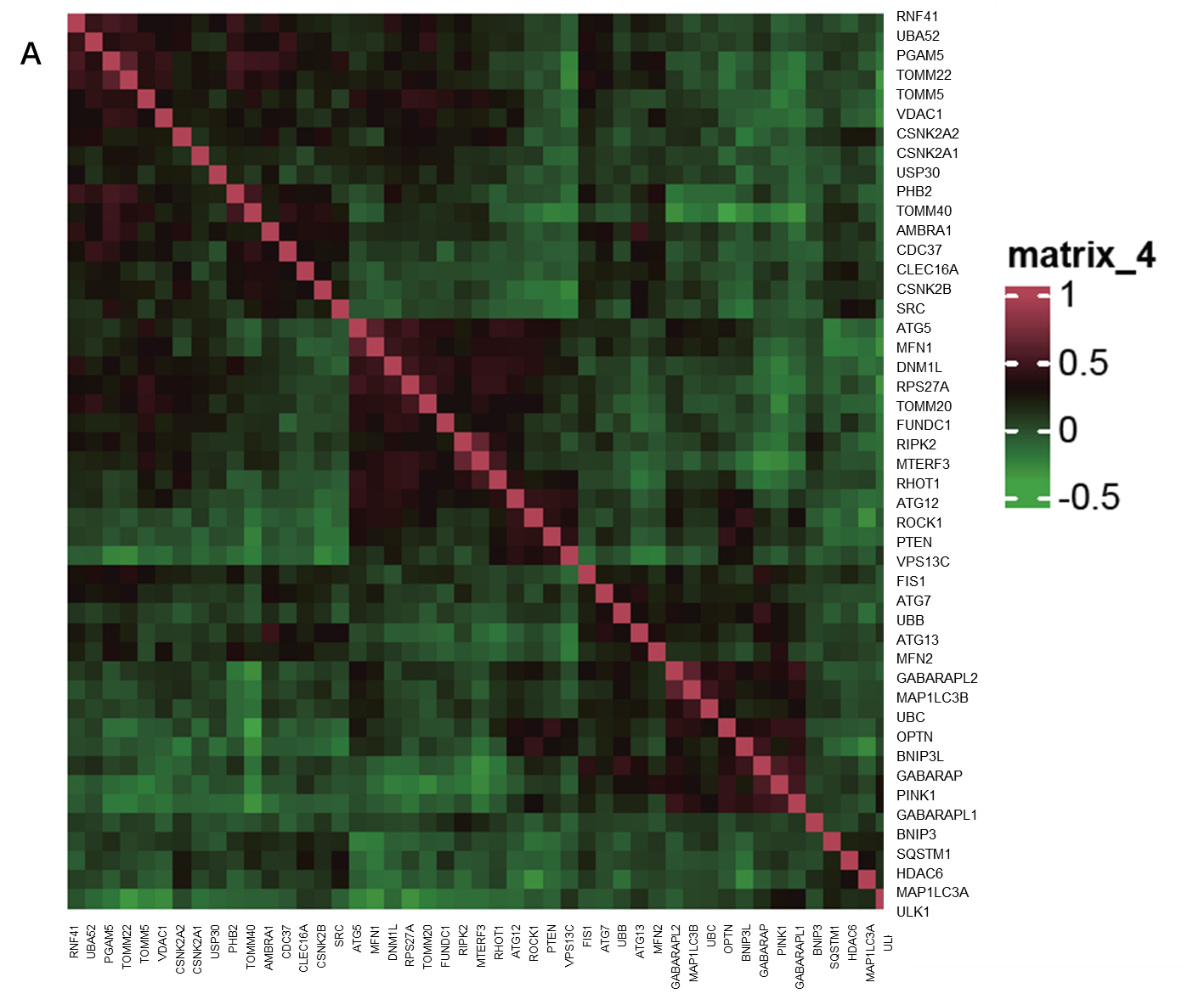 A
RNF41
UBA52
PGAM5
TOMM22
TOMM5
VDAC1
CSNK2A2
CSNK2A1
USP30
PHB2
TOMM40
AMBRA1
CDC37
CLEC16A
CSNK2B
SRC
ATG5
MFN1
DNM1L
RPS27A
TOMM20
FUNDC1
RIPK2
MTERF3
RHOT1
ATG12
ROCK1
PTEN
VPS13C
FIS1
ATG7
UBB
ATG13
MFN2
GABARAPL2
MAP1LC3B
UBC
OPTN
BNIP3L
GABARAP
PINK1
GABARAPL1
BNIP3
SQSTM1
HDAC6
MAP1LC3A
ULK1
matrix_4
1
0.5
0
-0.5
RNF41
UBA52
PGAM5
TOMM22
TOMM5
VDAC1
CSNK2A2
CSNK2A1
USP30
PHB2
TOMM40
AMBRA1
CDC37
CLEC16A
CSNK2B
SRC
ATG5
MFN1
DNM1L
RPS27A
TOMM20
FUNDC1
RIPK2
MTERF3
RHOT1
ATG12
ROCK1
PTEN
VPS13C
FIS1
ATG7
UBB
ATG13
MFN2
GABARAPL2
MAP1LC3B
UBC
OPTN
BNIP3L
GABARAP
PINK1
GABARAPL1
BNIP3
SQSTM1
HDAC6
MAP1LC3A